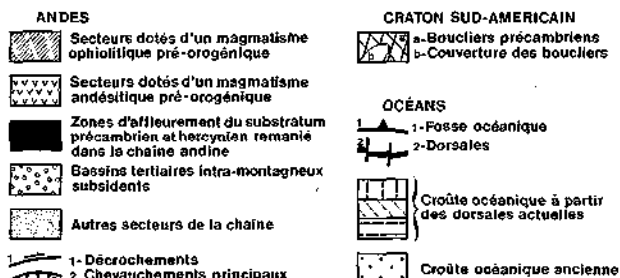 ANDES
Secteurs dotés d'un magmatisme
ophiolitique pré-orogénique
Secteurs dotés d'un magmatisme
andésitique pré-orogénique
Zones d'affleurement du substratum
précambrien et hercynien remanié
dans la chaîne andine
Bassins tertiaires intra-montagneux
subsidents
Autres secteurs de la chaîne
1 1- Décrochements
2 Chevauchements principaux
CRATON SUD-AMERICAIN
a-Boucliers précambriens
b-Couverture des boucliers
OCÉANS
1 1-Fosse océanique
2 2-Dorsales
Croûte océanique à partir
des dorsales actuelles
Croûte océanique ancienne